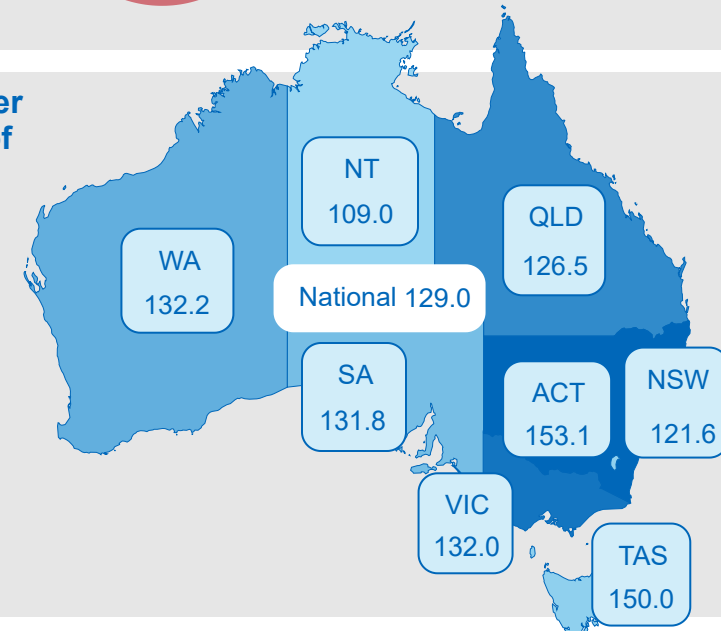 er
of
NT
109.0
QLD
126.5
WA
132.2
National 129.0
SA
131.8
ACT
153.1
NSW
121.6
VIC
132.0
TAS
150.0